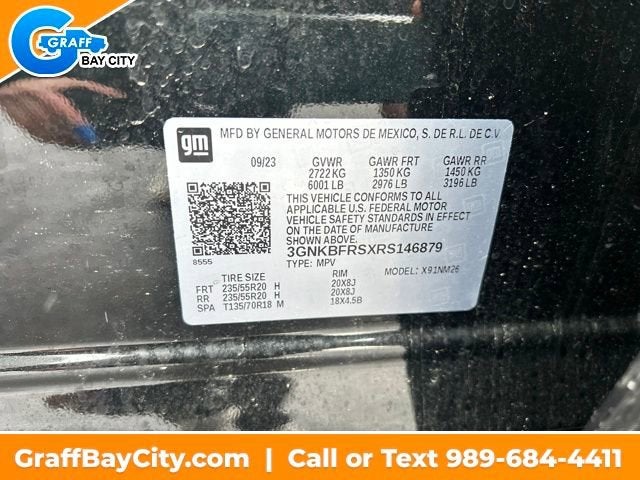 GRAFF
BAY CITY
gm
MFD BY GENERAL MOTORS DE MEXICO, S. DE R.L. DE C.V.
09/23 GVWR GAWR FRT GAWR RR
2722 KG 1350 KG 1450 KG
6001 LB 2976 LB 3196 LB
THIS VEHICLE CONFORMS TO ALL
APPLICABLE U.S. FEDERAL MOTOR
VEHICLE SAFETY STANDARDS IN EFFECT
ON THE DATE OF MANUFACTURE
SHOWN ABOVE.
3GNKBFRSXRS146879
8555
TYPE: MPV
MODEL: X91NM26
TIRE SIZE RIM
FRT 235/55R20 H 20X8J
RR 235/55R20 H 20X8J
SPA T135/70R18 M 18X4.5B
GraffBayCity.com | Call or Text 989-684-4411